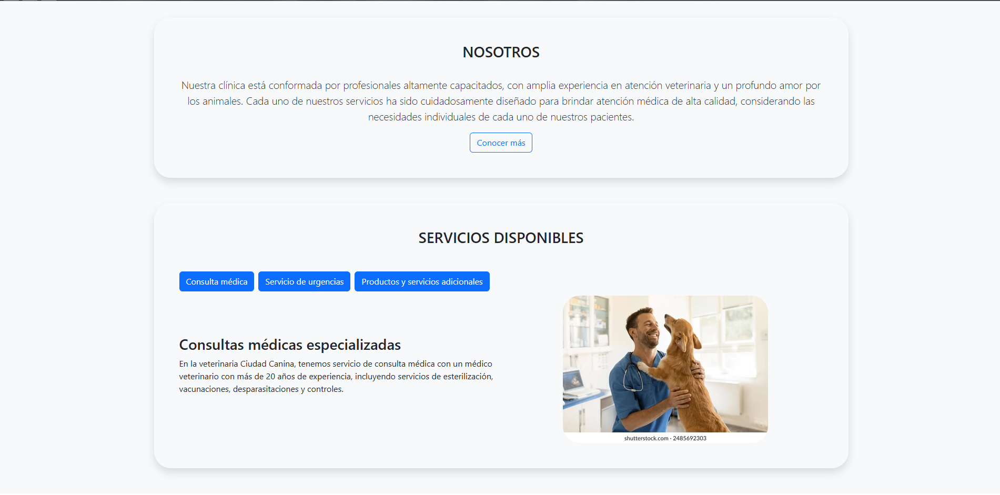 NOSOTROS
Nuestra clínica está conformada por profesionales altamente capacitados, con amplia experiencia en atención veterinaria y un profundo amor por
los animales. Cada uno de nuestros servicios ha sido cuidadosamente diseñado para brindar atención médica de alta calidad, considerando las
necesidades individuales de cada uno de nuestros pacientes.
Conocer más
SERVICIOS DISPONIBLES
Consulta médica
Servicio de urgencias
Productos y servicios adicionales
Consultas médicas especializadas
En la veterinaria Ciudad Canina, tenemos servicio de consulta médica con un médico
veterinario con más de 20 años de experiencia, incluyendo servicios de esterilización,
vacunaciones, desparasitaciones y controles.
shutterstock.com · 2485692303